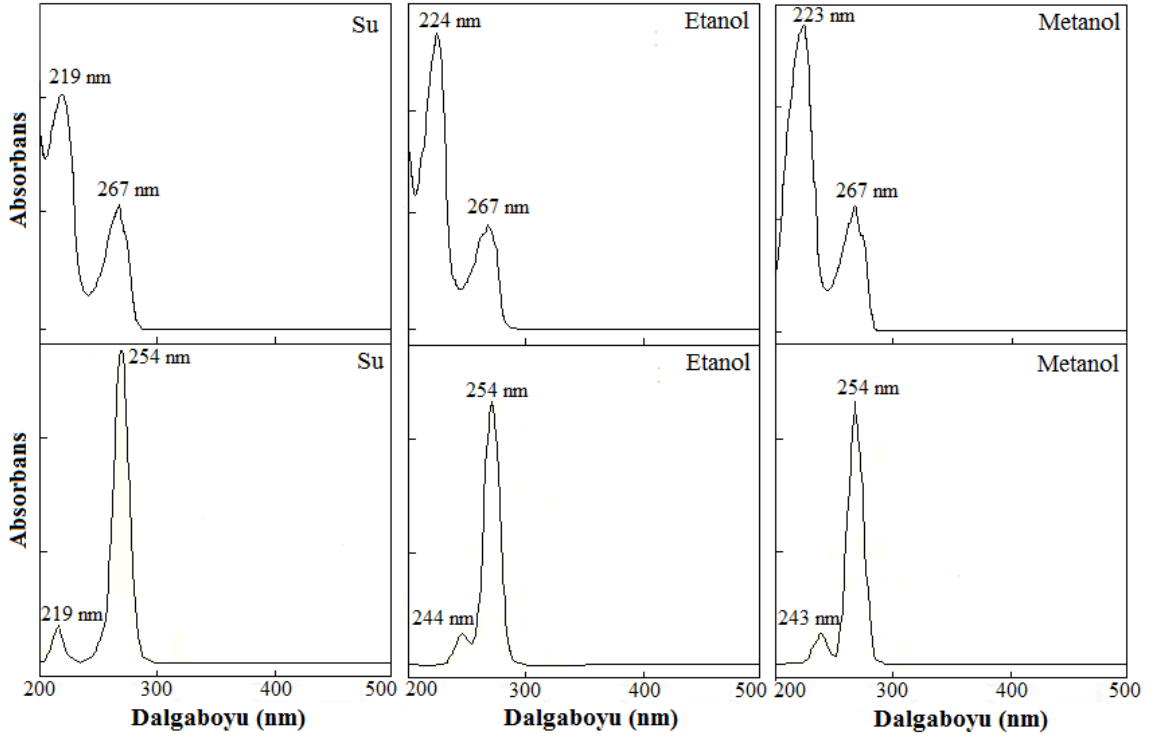 Su
219 nm
267 nm
Absorbans
Etanol
224 nm
267 nm
Metanol
223 nm
267 nm
Su
254 nm
219 nm
Absorbans
200 300 400 500
Dalgaboyu (nm)
Etanol
254 nm
244 nm
200 300 400 500
Dalgaboyu (nm)
Metanol
254 nm
243 nm
200 300 400 500
Dalgaboyu (nm)